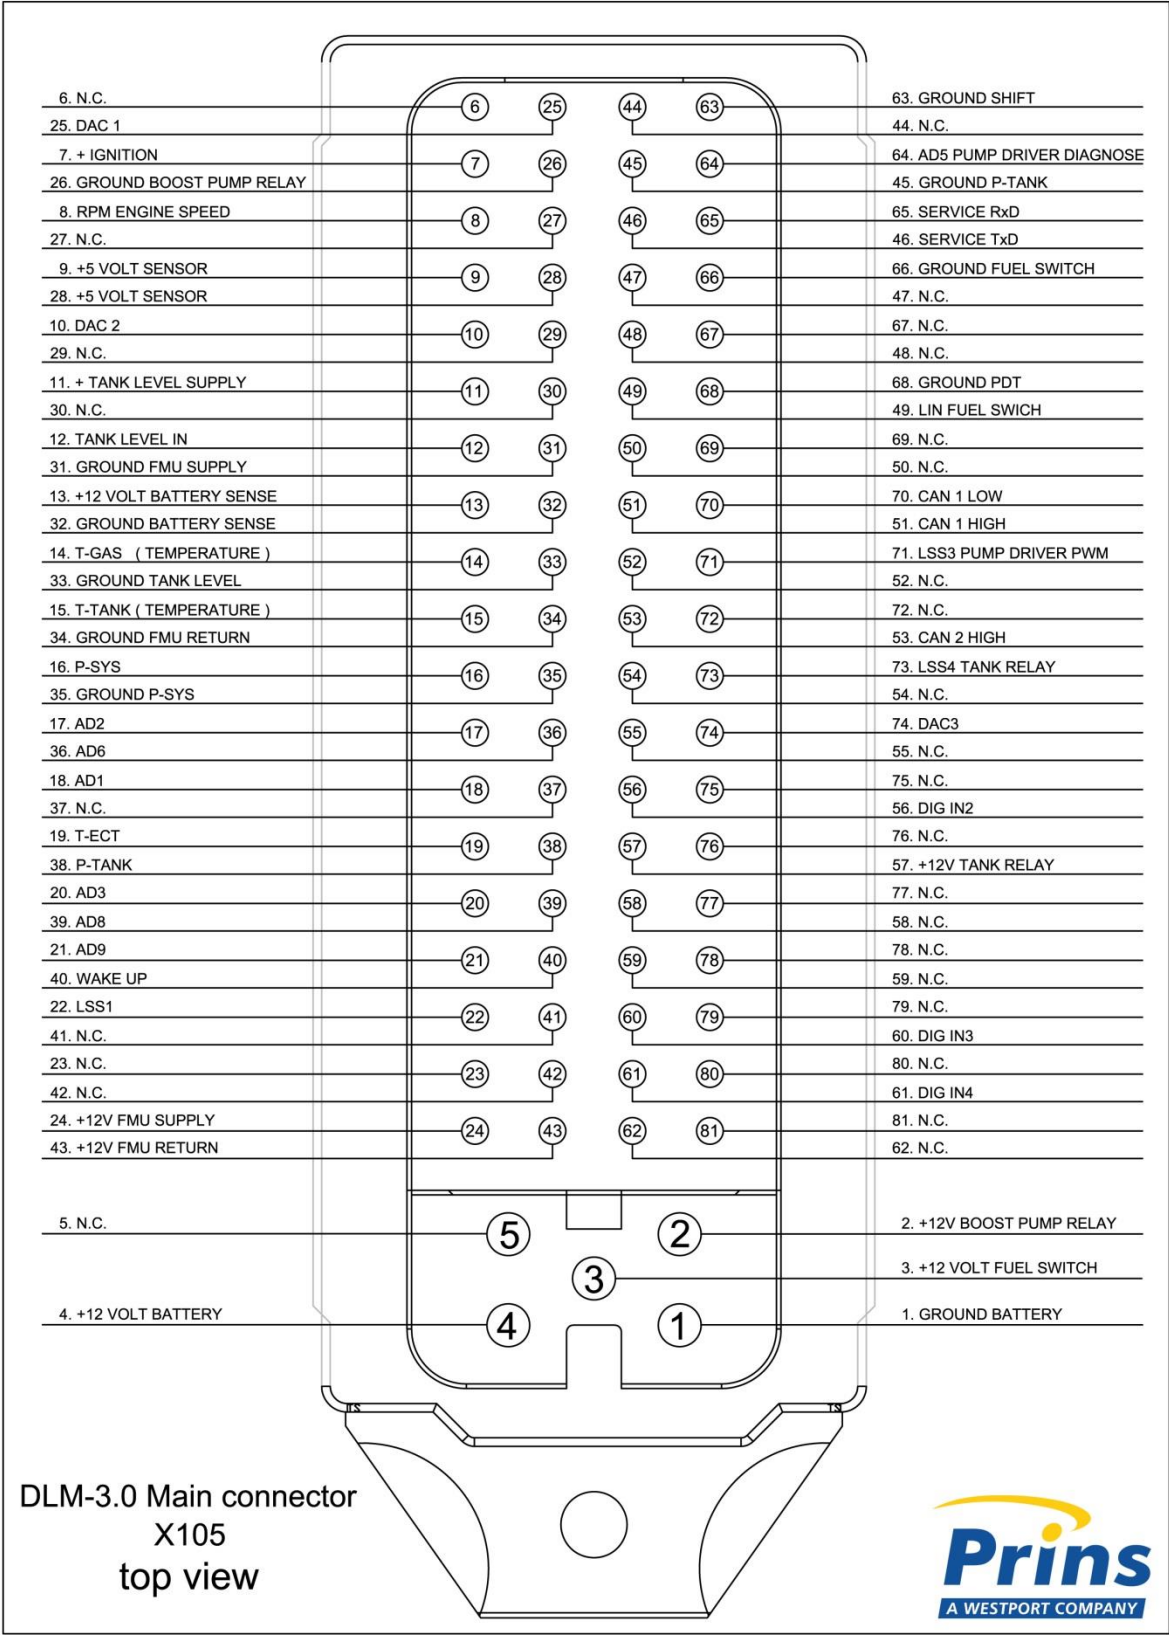 6. N.C.
25. DAC 1
7. + IGNITION
26. GROUND BOOST PUMP RELAY
8. RPM ENGINE SPEED
27. N.C.
9. +5 VOLT SENSOR
28. +5 VOLT SENSOR
10. DAC 2
29. N.C.
11. + TANK LEVEL SUPPLY
30. N.C.
12. TANK LEVEL IN
31. GROUND FMU SUPPLY
13. +12 VOLT BATTERY SENSE
32. GROUND BATTERY SENSE
14. T-GAS ( TEMPERATURE )
33. GROUND TANK LEVEL
15. T-TANK ( TEMPERATURE )
34. GROUND FMU RETURN
16. P-SYS
35. GROUND P-SYS
17. AD2
36. AD6
18. AD1
37. N.C.
19. T-ECT
38. P-TANK
20. AD3
39. AD8
21. AD9
40. WAKE UP
22. LSS1
41. N.C.
23. N.C.
42. N.C.
24. +12V FMU SUPPLY
43. +12V FMU RETURN
5. N.C.
4. +12 VOLT BATTERY
6 25 44 63
7 26 45 64
8 27 46 65
9 28 47 66
10 29 48 67
11 30 49 68
12 31 50 69
13 32 51 70
14 33 52 71
15 34 53 72
16 35 54 73
17 36 55 74
18 37 56 75
19 38 57 76
20 39 58 77
21 40 59 78
22 41 60 79
23 42 61 80
24 43 62 81
5 2
3
4 1
63. GROUND SHIFT
44. N.C.
64. AD5 PUMP DRIVER DIAGNOSE
45. GROUND P-TANK
65. SERVICE RxD
46. SERVICE TxD
66. GROUND FUEL SWITCH
47. N.C.
67. N.C.
48. N.C.
68. GROUND PDT
49. LIN FUEL SWICH
69. N.C.
50. N.C.
70. CAN 1 LOW
51. CAN 1 HIGH
71. LSS3 PUMP DRIVER PWM
52. N.C.
72. N.C.
53. CAN 2 HIGH
73. LSS4 TANK RELAY
54. N.C.
74. DAC3
55. N.C.
75. N.C.
56. DIG IN2
76. N.C.
57. +12V TANK RELAY
77. N.C.
58. N.C.
78. N.C.
59. N.C.
79. N.C.
60. DIG IN3
80. N.C.
61. DIG IN4
81. N.C.
62. N.C.
2. +12V BOOST PUMP RELAY
3. +12 VOLT FUEL SWITCH
1. GROUND BATTERY
DLM-3.0 Main connector
X105
top view
Prins
A WESTPORT COMPANY